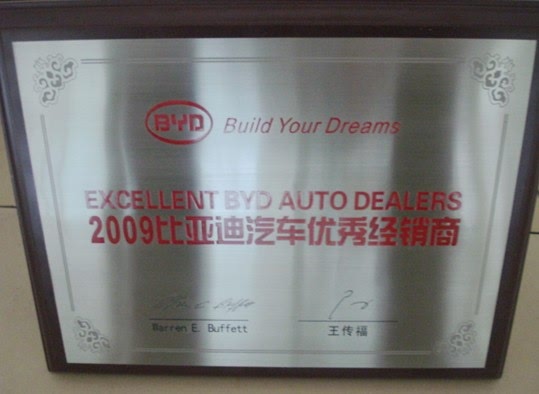 BYD Build Your Dreams
EXCELLENT BYD AUTO DEALERS
2009比亚迪汽车优秀经销商
Warren E. Buffett 王传福